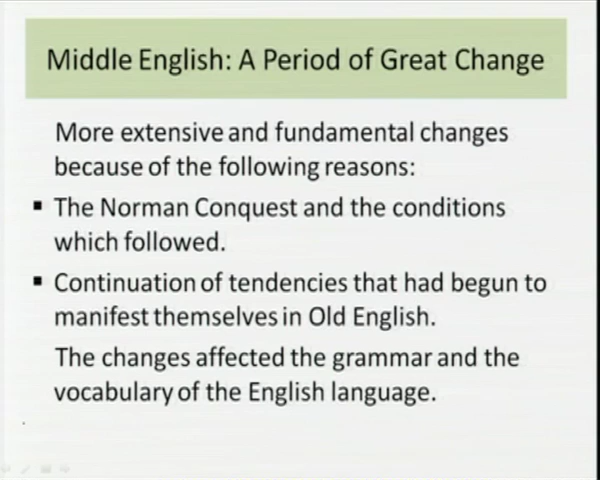 Middle English: A Period of Great Change
More extensive and fundamental changes
because of the following reasons:
▪ The Norman Conquest and the conditions
which followed.
▪ Continuation of tendencies that had begun to
manifest themselves in Old English.
The changes affected the grammar and the
vocabulary of the English language.